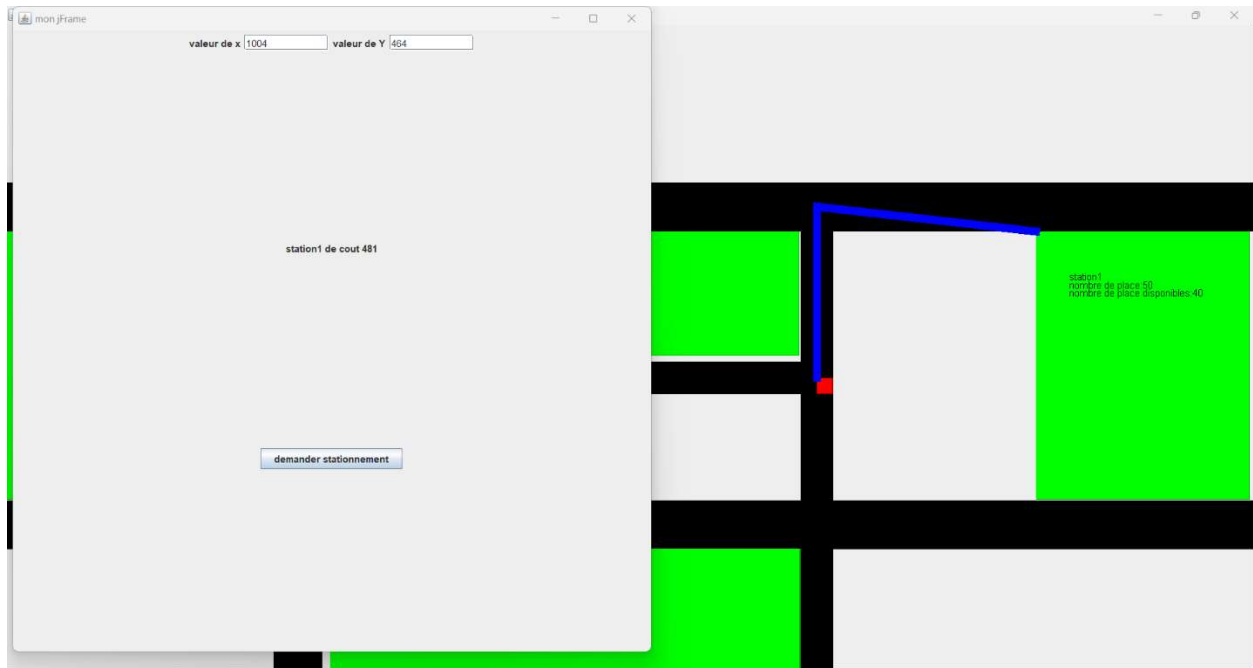 mon jFrame
valeur de x 1004 valeur de Y 464
station1 de cout 481
station1
nombre de place:50
nombre de place disponibles:40
demander stationnement